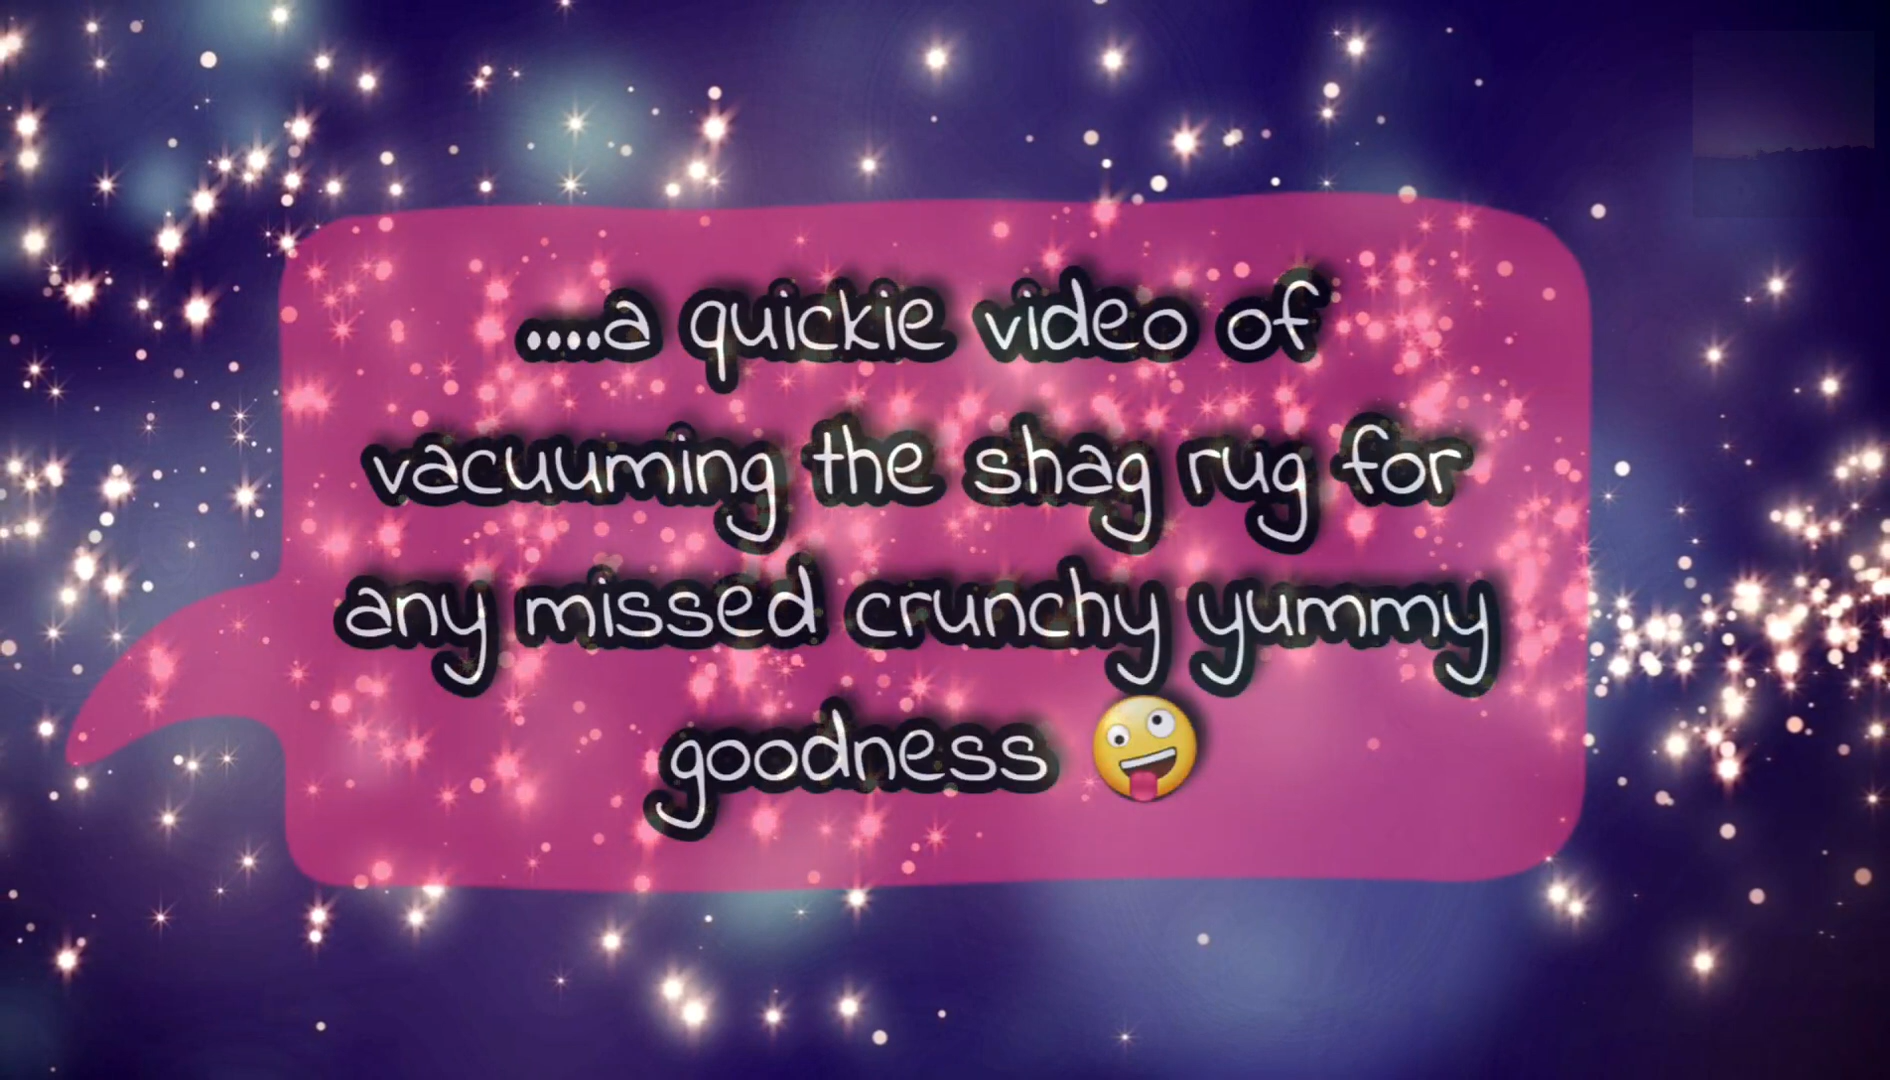 ....a quickie video of
vacuuming the shag rug for
any missed crunchy yummy
goodness 🤪